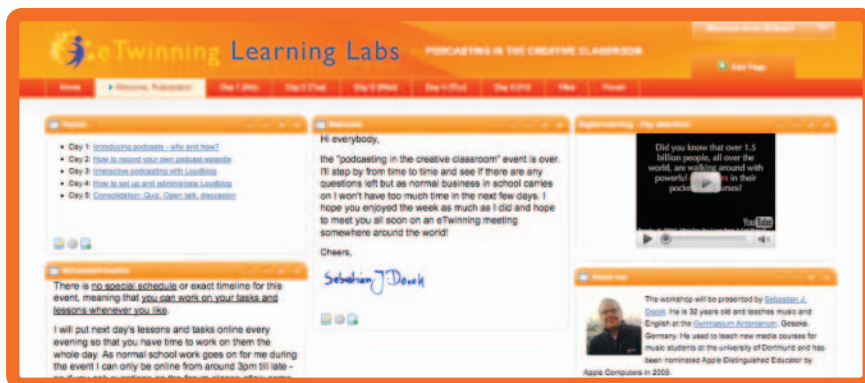 eTwinning Learning Labs
PODCASTING IN THE CREATIVE CLASSROOM
Add Page
Home
Day 1 (Mo)
Day 2 (Tue)
Day 3 (Wed)
Day 4 (Thu)
Day 5 (Fri)
Topics
Day 1: Introducing podcasts - why and how?
Day 2: How to record your own podcast episode
Day 3: Interactive podcasting with Loudblog
Day 4: How to set up and administrate Loudblog
Day 5: Consolidation: Quiz, Open talk, discussion
There is no special schedule or exact timeline for this
event, meaning that you can work on your tasks and
lessons whenever you like.
I will put next day's lessons and tasks online every
evening so that you have time to work on them the
whole day. As normal school work goes on for me during
the event I can only be online from around 3pm till late -
Hi everybody,
the "podcasting in the creative classroom" event is over.
I'll step by from time to time and see if there are any
questions left but as normal business in school carries
on I won't have too much time in the next few days. I
hope you enjoyed the week as much as I did and hope
to meet you all soon on an eTwinning meeting
somewhere around the world!
Cheers,
Sebastian J. Dorok
Did you know that over 1.5
billion people, all over the
world, are walking around with
powerful in their
YouTube
The workshop will be presented by Sebastian J.
Dorok. He is 32 years old and teaches music and
English at the Gymnasium Antonianum, Geseke,
Germany. He used to teach new media courses for
music students at the university of Dortmund and has
been nominated Apple Distinguished Educator by
Apple Computers in 2005.